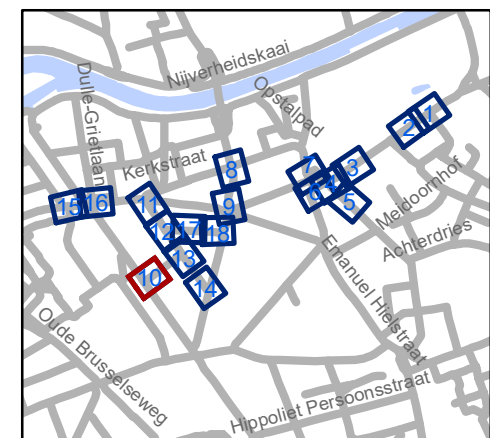 Nijverheidskaai
Dulle-Grietlaan
Opstalpad
Kerkstraat
1
2
3
4
5
6
7
8
9
10
11
12
13
14
15
16
17
18
Meidoornhof
Achterdries
Emanuel Hielstraat
Oude Brusselseweg
Hippoliet Persoonsstraat